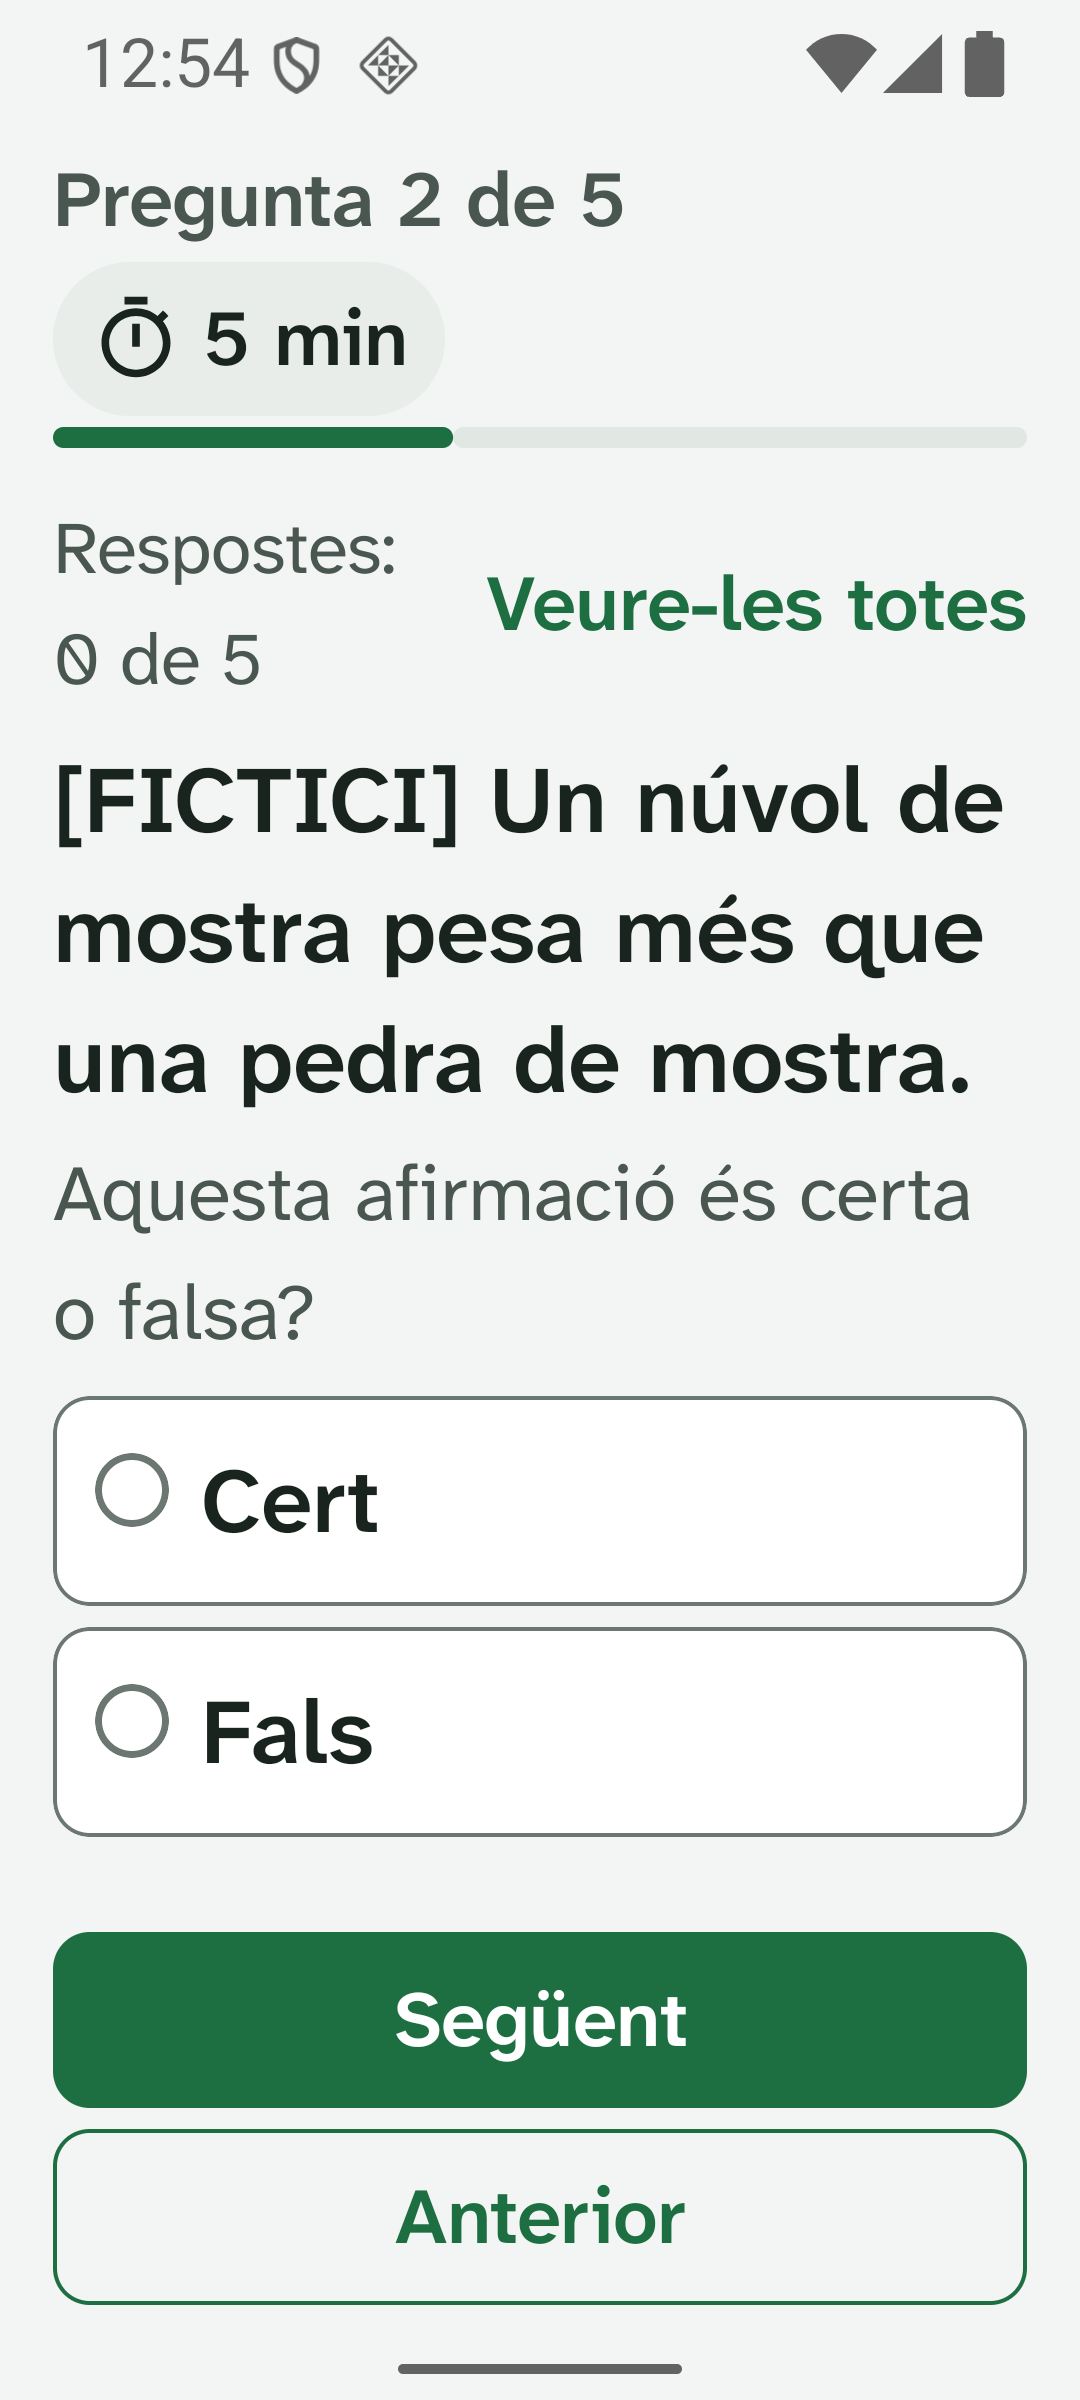 12:54
Pregunta 2 de 5
5 min
Respostes:
0 de 5
Veure-les totes
[FICTICI] Un núvol de
mostra pesa més que
una pedra de mostra.
Aquesta afirmació és certa
o falsa?
Cert
Fals
Següent
Anterior